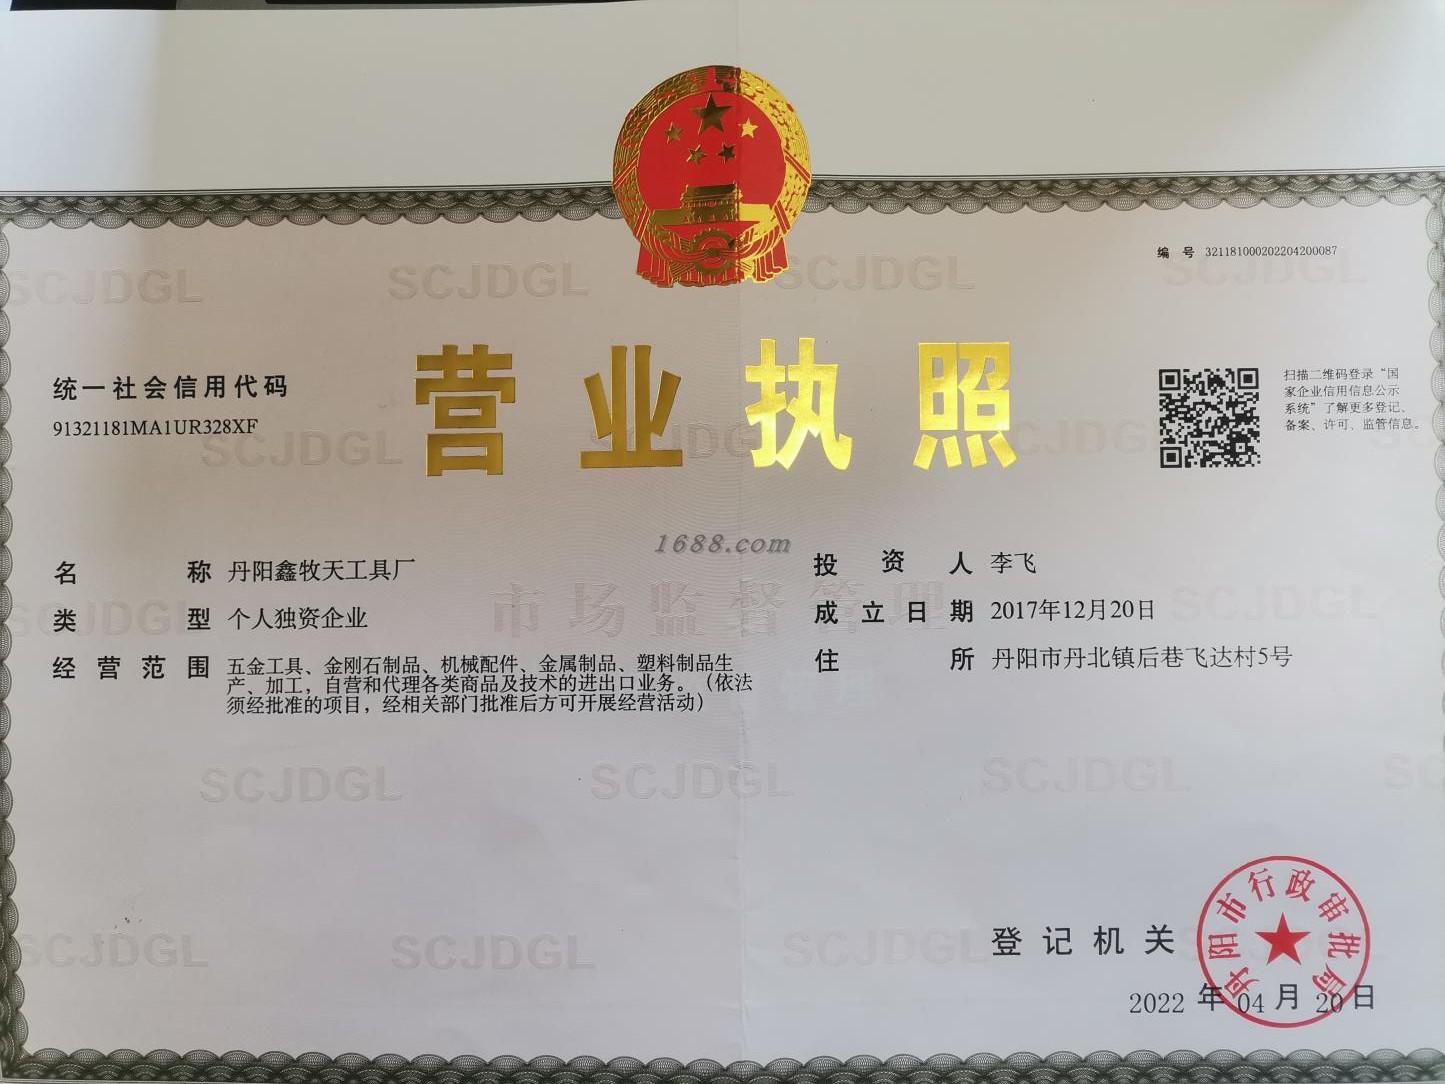 编 号 321181000202204200087
营业执照
统一社会信用代码
91321181MA1UR328XF
扫描二维码登录“国
家企业信用信息公示
系统”了解更多登记、
备案、许可、监管信息。
1688.com
名 称 丹阳鑫牧天工具厂
类 型 个人独资企业
经营范围 五金工具、金刚石制品、机械配件、金属制品、塑料制品生
产、加工，自营和代理各类商品及技术的进出口业务。（依法
须经批准的项目，经相关部门批准后方可开展经营活动）
投资人 李飞
成立日期 2017年12月20日
住 所 丹阳市丹北镇后巷飞达村5号
市场监督管理
SCJDGL
登记机关
丹阳市行政审批局
2022 年 04 月 20 日